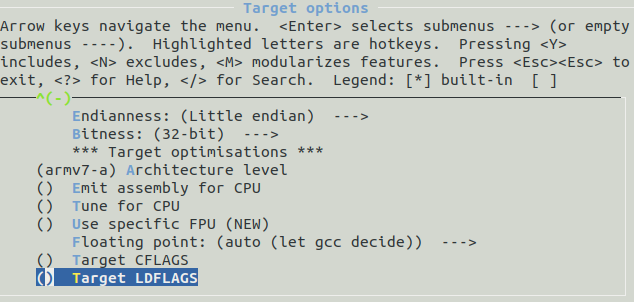 Target options
Arrow keys navigate the menu.  <Enter> selects submenus ---> (or empty
submenus ----).  Highlighted letters are hotkeys.  Pressing <Y>
includes, <N> excludes, <M> modularizes features.  Press <Esc><Esc> to
exit, <?> for Help, </> for Search.  Legend: [*] built-in  [ ]
^(-)
Endianness: (Little endian)  --->
Bitness: (32-bit)  --->
*** Target optimisations ***
(armv7-a) Architecture level
()  Emit assembly for CPU
()  Tune for CPU
()  Use specific FPU (NEW)
Floating point: (auto (let gcc decide))  --->
()  Target CFLAGS
()  Target LDFLAGS